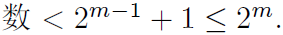 数 < 2^{m−1} + 1 ≤ 2^m.